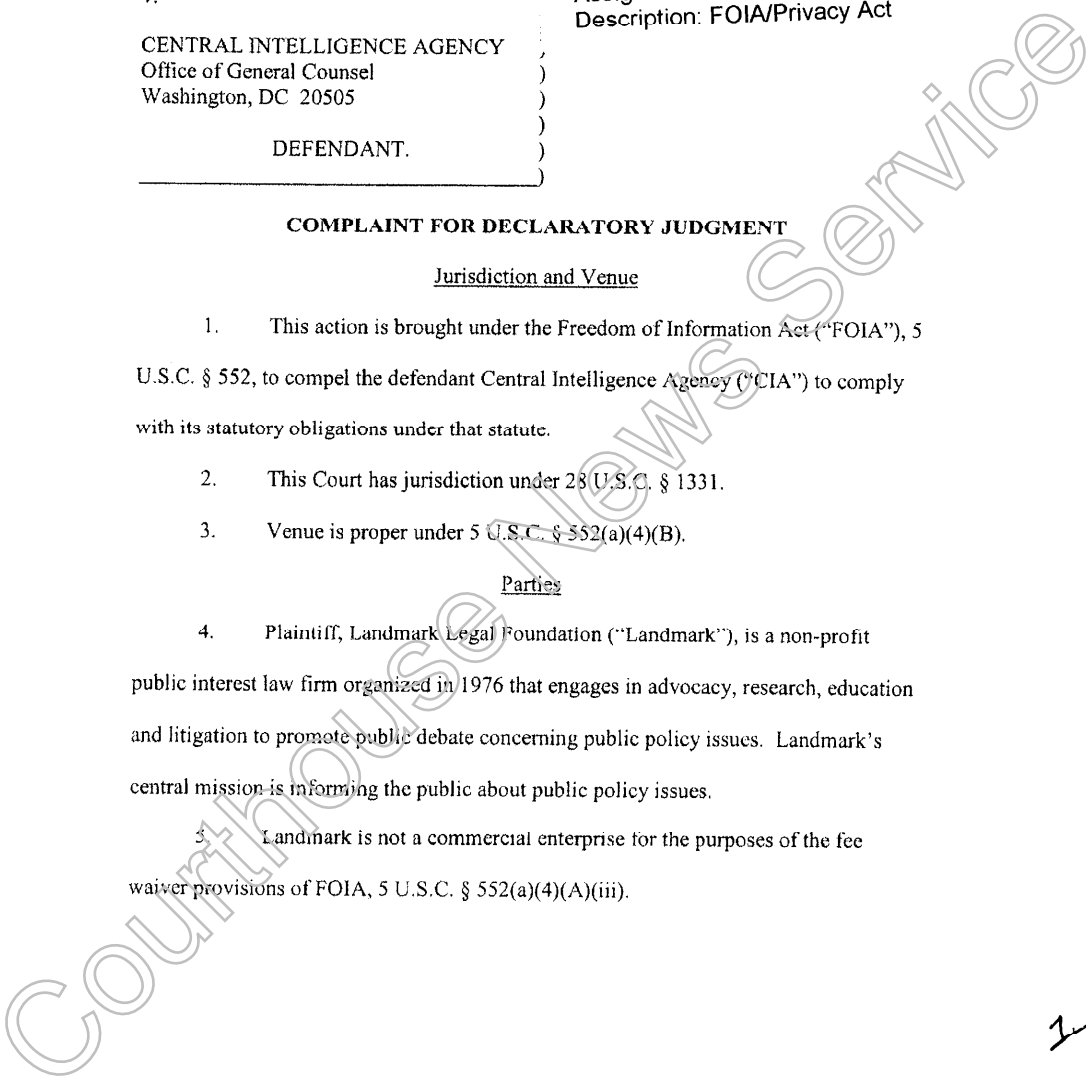 Description: FOIA/Privacy Act
CENTRAL INTELLIGENCE AGENCY
)
Office of General Counsel
)
Washington, DC 20505
)
)
DEFENDANT.
)
)
COMPLAINT FOR DECLARATORY JUDGMENT
Jurisdiction and Venue
1. This action is brought under the Freedom of Information Act (“FOIA”), 5
U.S.C. § 552, to compel the defendant Central Intelligence Agency (“CIA”) to comply
with its statutory obligations under that statute.
2. This Court has jurisdiction under 28 U.S.C. § 1331.
3. Venue is proper under 5 U.S.C. § 552(a)(4)(B).
Parties
4. Plaintiff, Landmark Legal Foundation (“Landmark”), is a non-profit
public interest law firm organized in 1976 that engages in advocacy, research, education
and litigation to promote public debate concerning public policy issues. Landmark’s
central mission is informing the public about public policy issues.
5. Landmark is not a commercial enterprise for the purposes of the fee
waiver provisions of FOIA, 5 U.S.C. § 552(a)(4)(A)(iii).
Courthouse News Service
1